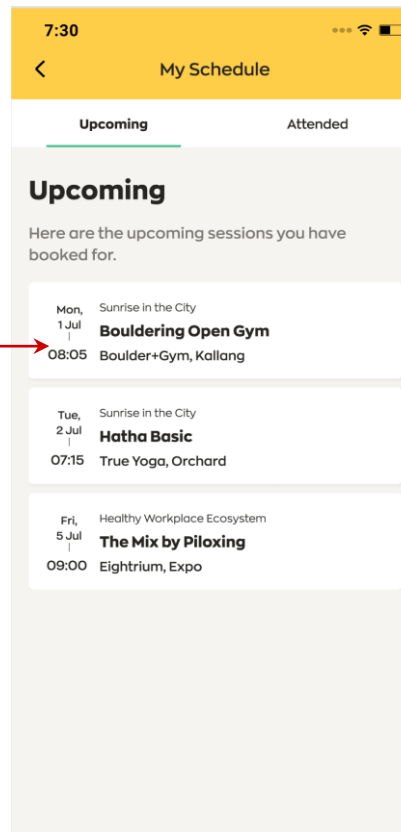 7:30
My Schedule
Upcoming
Attended
Upcoming
Here are the upcoming sessions you have
booked for.
Mon,
1 Jul
08:05
Sunrise in the City
Bouldering Open Gym
Boulder+Gym, Kallang
Tue,
2 Jul
07:15
Sunrise in the City
Hatha Basic
True Yoga, Orchard
Fri,
5 Jul
09:00
Healthy Workplace Ecosystem
The Mix by Piloxing
Eightrium, Expo